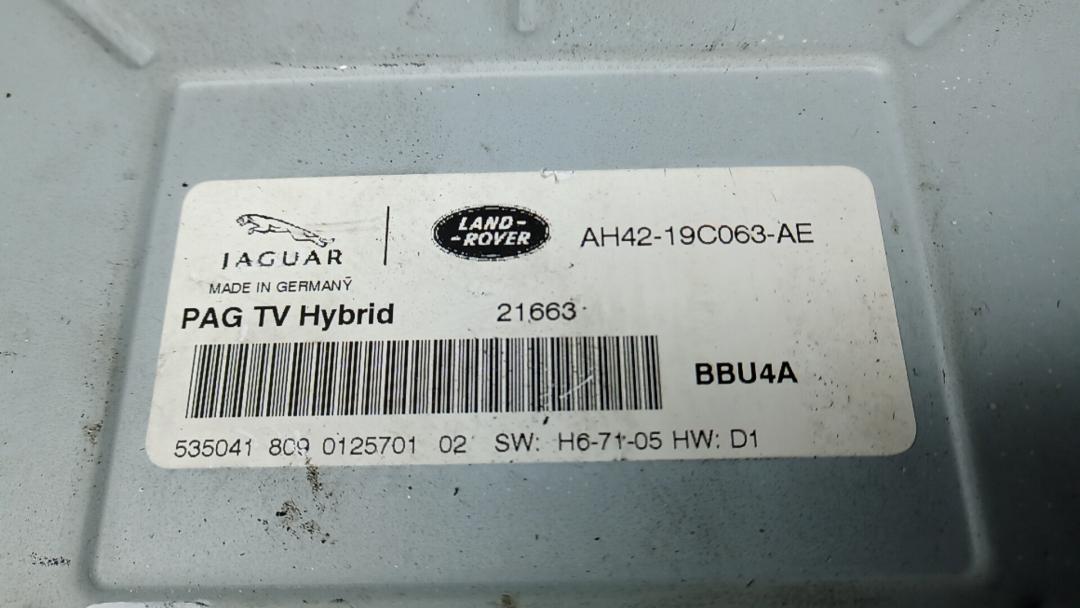 JAGUAR
LAND-
-ROVER
AH42-19C063-AE
MADE IN GERMANY
PAG TV Hybrid 21663
BBU4A
535041 809 0125701 02 SW: H6-71-05 HW: D1